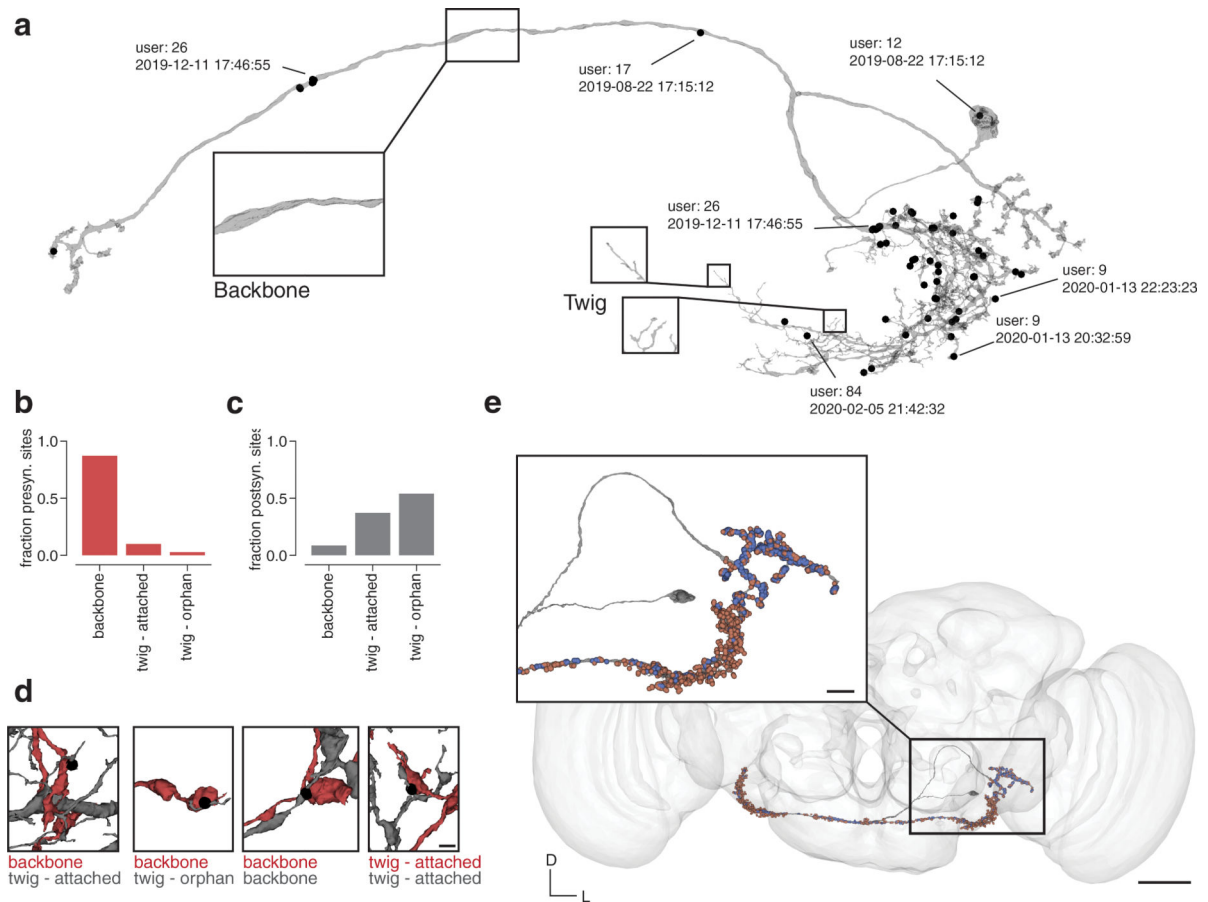 a
user: 26
2019-12-11 17:46:55
user: 17
2019-08-22 17:15:12
user: 12
2019-08-22 17:15:12
Backbone
user: 26
2019-12-11 17:46:55
Twig
user: 9
2020-01-13 22:23:23
user: 9
2020-01-13 20:32:59
user: 84
2020-02-05 21:42:32
b
fraction presyn. sites
1.0
0.5
0.0
backbone
twig - attached
twig - orphan
c
fraction postsyn. sites
1.0
0.5
0.0
backbone
twig - attached
twig - orphan
d
backbone
twig - attached
backbone
twig - orphan
backbone
backbone
twig - attached
twig - attached
e
D
L